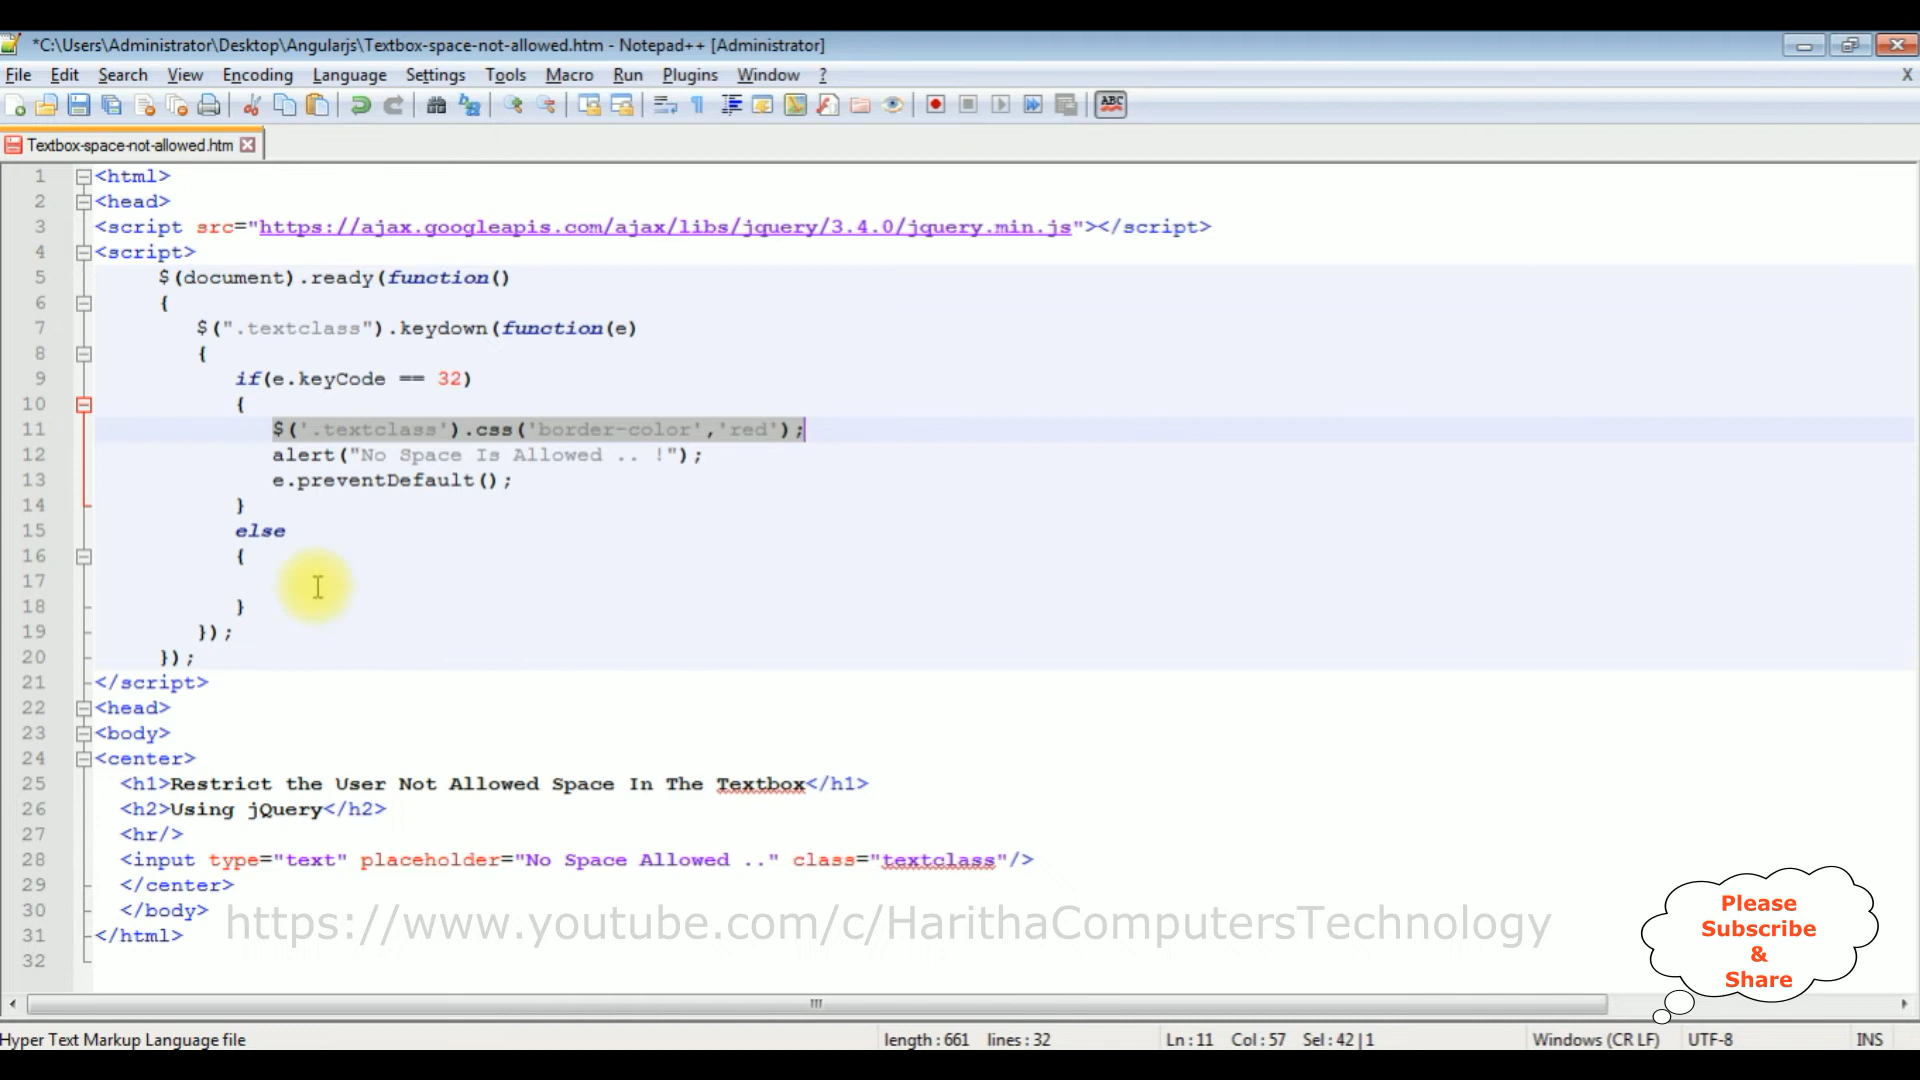 *C:\Users\Administrator\Desktop\Angularjs\Textbox-space-not-allowed.htm - Notepad++ [Administrator]
File Edit Search View Encoding Language Settings Tools Macro Run Plugins Window ? X
ABC
Textbox-space-not-allowed.htm
1 <html>
2 <head>
3 <script src="https://ajax.googleapis.com/ajax/libs/jquery/3.4.0/jquery.min.js"></script>
4 <script>
5 $(document).ready(function()
6 {
7 $(".textclass").keydown(function(e)
8 {
9 if(e.keyCode == 32)
10 {
11 $('.textclass').css('border-color','red');
12 alert("No Space Is Allowed .. !");
13 e.preventDefault();
14 }
15 else
16 {
17
18 }
19 });
20 });
21 </script>
22 <head>
23 <body>
24 <center>
25 <h1>Restrict the User Not Allowed Space In The Textbox</h1>
26 <h2>Using jQuery</h2>
27 <hr/>
28 <input type="text" placeholder="No Space Allowed .." class="textclass"/>
29 </center>
30 </body>
31 </html>
32
https://www.youtube.com/c/HarithaComputersTechnology
Please
Subscribe
&
Share
Hyper Text Markup Language file length : 661 lines : 32 Ln : 11 Col : 57 Sel : 42 | 1 Windows (CR LF) UTF-8 INS